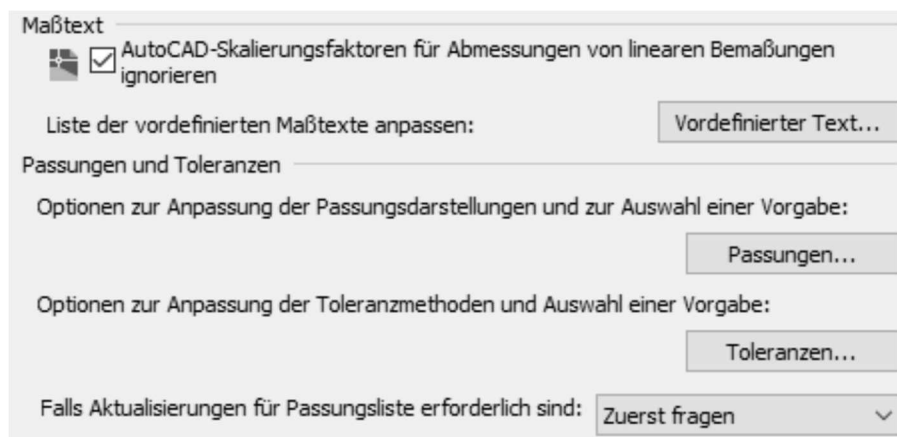 Maßtext
AutoCAD-Skalierungsfaktoren für Abmessungen von linearen Bemaßungen
ignorieren
Liste der vordefinierten Maßtexte anpassen:
Vordefinierter Text...
Passungen und Toleranzen
Optionen zur Anpassung der Passungsdarstellungen und zur Auswahl einer Vorgabe:
Passungen...
Optionen zur Anpassung der Toleranzmethoden und Auswahl einer Vorgabe:
Toleranzen...
Falls Aktualisierungen für Passungsliste erforderlich sind:
Zuerst fragen